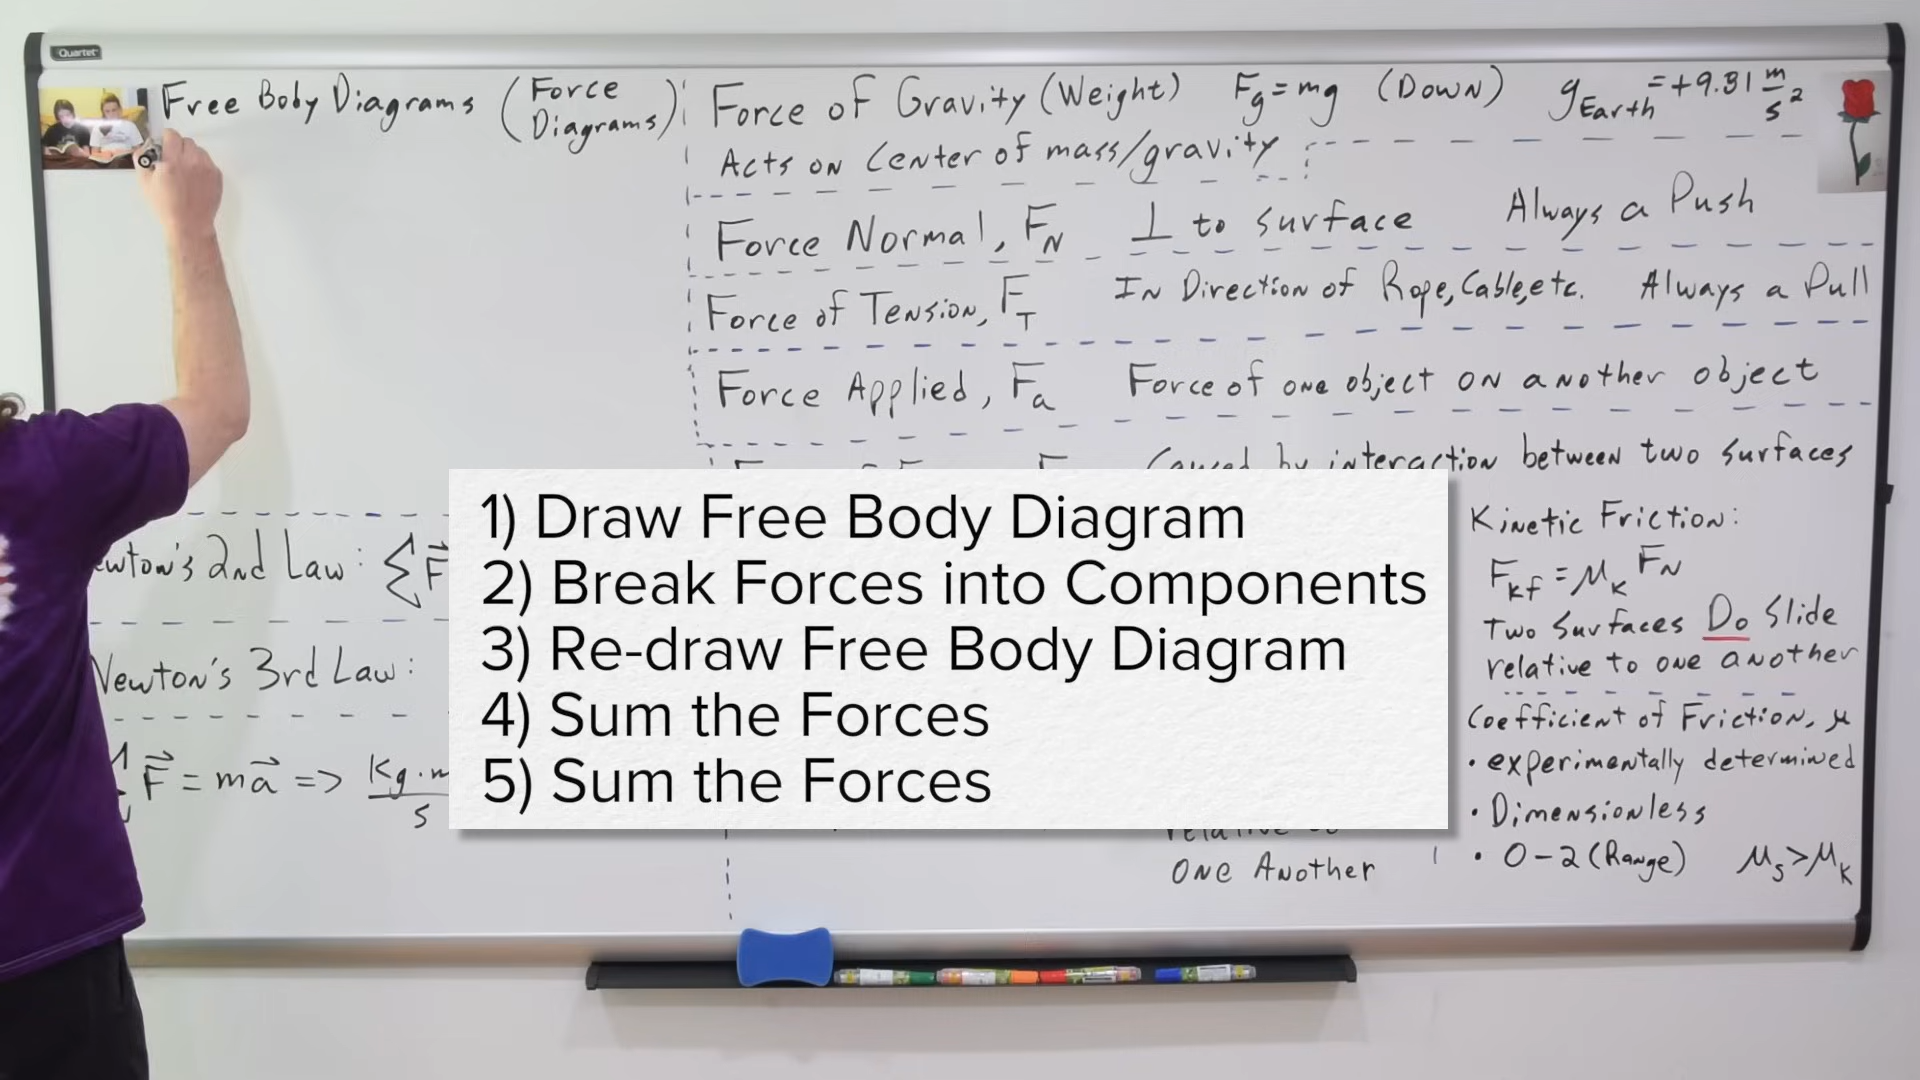 Quartet
Free Body Diagrams (Force
Diagrams)
Force of Gravity (Weight) Fg = mg (Down) gEarth = +9.81 m/s²
Acts on Center of mass/gravity
Force Normal, FN ⊥ to surface Always a Push
Force of Tension, FT In Direction of Rope, Cable, etc. Always a Pull
Force Applied, Fa Force of one object on another object
Caused by interaction between two surfaces
ewton's 2nd Law: ∑F⃗
Newton's 3rd Law:
F⃗ = ma⃗ => Kg·m
s
1) Draw Free Body Diagram
2) Break Forces into Components
3) Re-draw Free Body Diagram
4) Sum the Forces
5) Sum the Forces
One Another
Kinetic Friction:
Fkf = μk FN
Two Surfaces Do Slide
relative to one another
Coefficient of Friction, μ
• experimentally determined
• Dimensionless
• 0-2 (Range) μs > μk